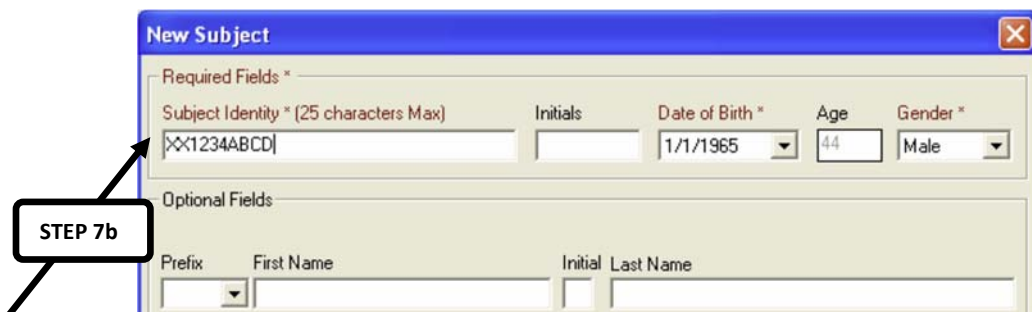 New Subject
Required Fields *
Subject Identity * (25 characters Max) Initials Date of Birth * Age Gender *
XX1234ABCD 1/1/1965 44 Male
Optional Fields
STEP 7b
Prefix First Name Initial Last Name